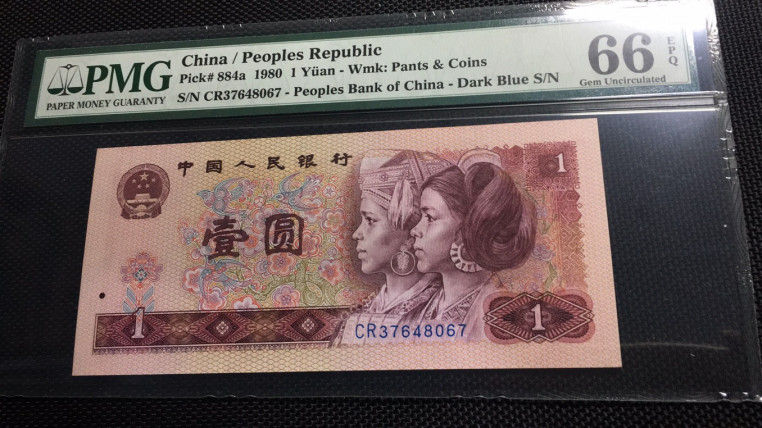 PMG
PAPER MONEY GUARANTY
China / Peoples Republic
Pick# 884a 1980 1 Yüan - Wmk: Pants & Coins
S/N CR37648067 - Peoples Bank of China - Dark Blue S/N
66 EPQ
Gem Uncirculated
中国人民银行
1
壹圆
1
CR37648067
1